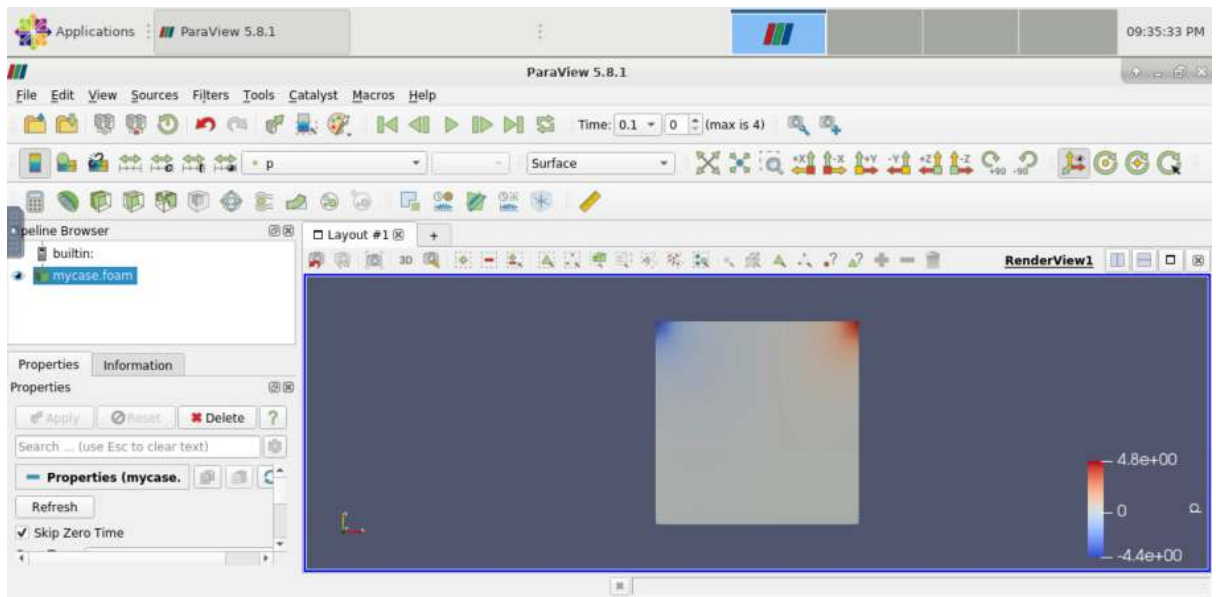 Applications ParaView 5.8.1 09:35:33 PM
ParaView 5.8.1
File Edit View Sources Filters Tools Catalyst Macros Help
Time: 0.1 0 (max is 4)
p Surface +X -X +Y -Y +Z -Z +90 -90
peline Browser
Layout #1 +
builtin:
3D RenderView1
mycase.foam
Properties Information
Properties
Apply Reset Delete ?
Search ... (use Esc to clear text)
Properties (mycase.
Refresh
Skip Zero Time
4.8e+00
0
p
-4.4e+00